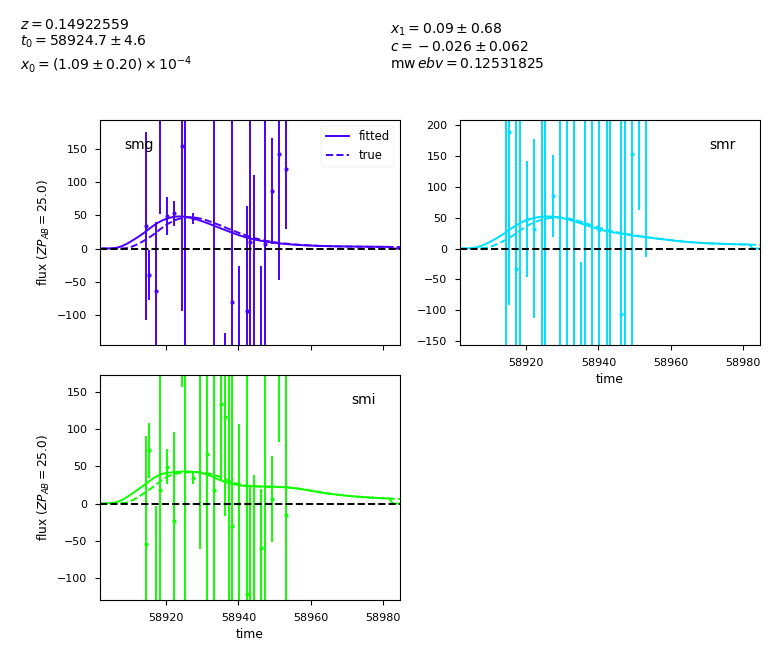 z = 0.14922559
t₀ = 58924.7 ± 4.6
x₀ = (1.09 ± 0.20) × 10⁻⁴
x₁ = 0.09 ± 0.68
c = −0.026 ± 0.062
mw ebv = 0.12531825
smg
fitted
true
150
100
50
0
−50
−100
flux (ZP_AB = 25.0)
smr
200
150
100
50
0
−50
−100
−150
58920 58940 58960 58980
time
smi
150
100
50
0
−50
−100
flux (ZP_AB = 25.0)
58920 58940 58960 58980
time